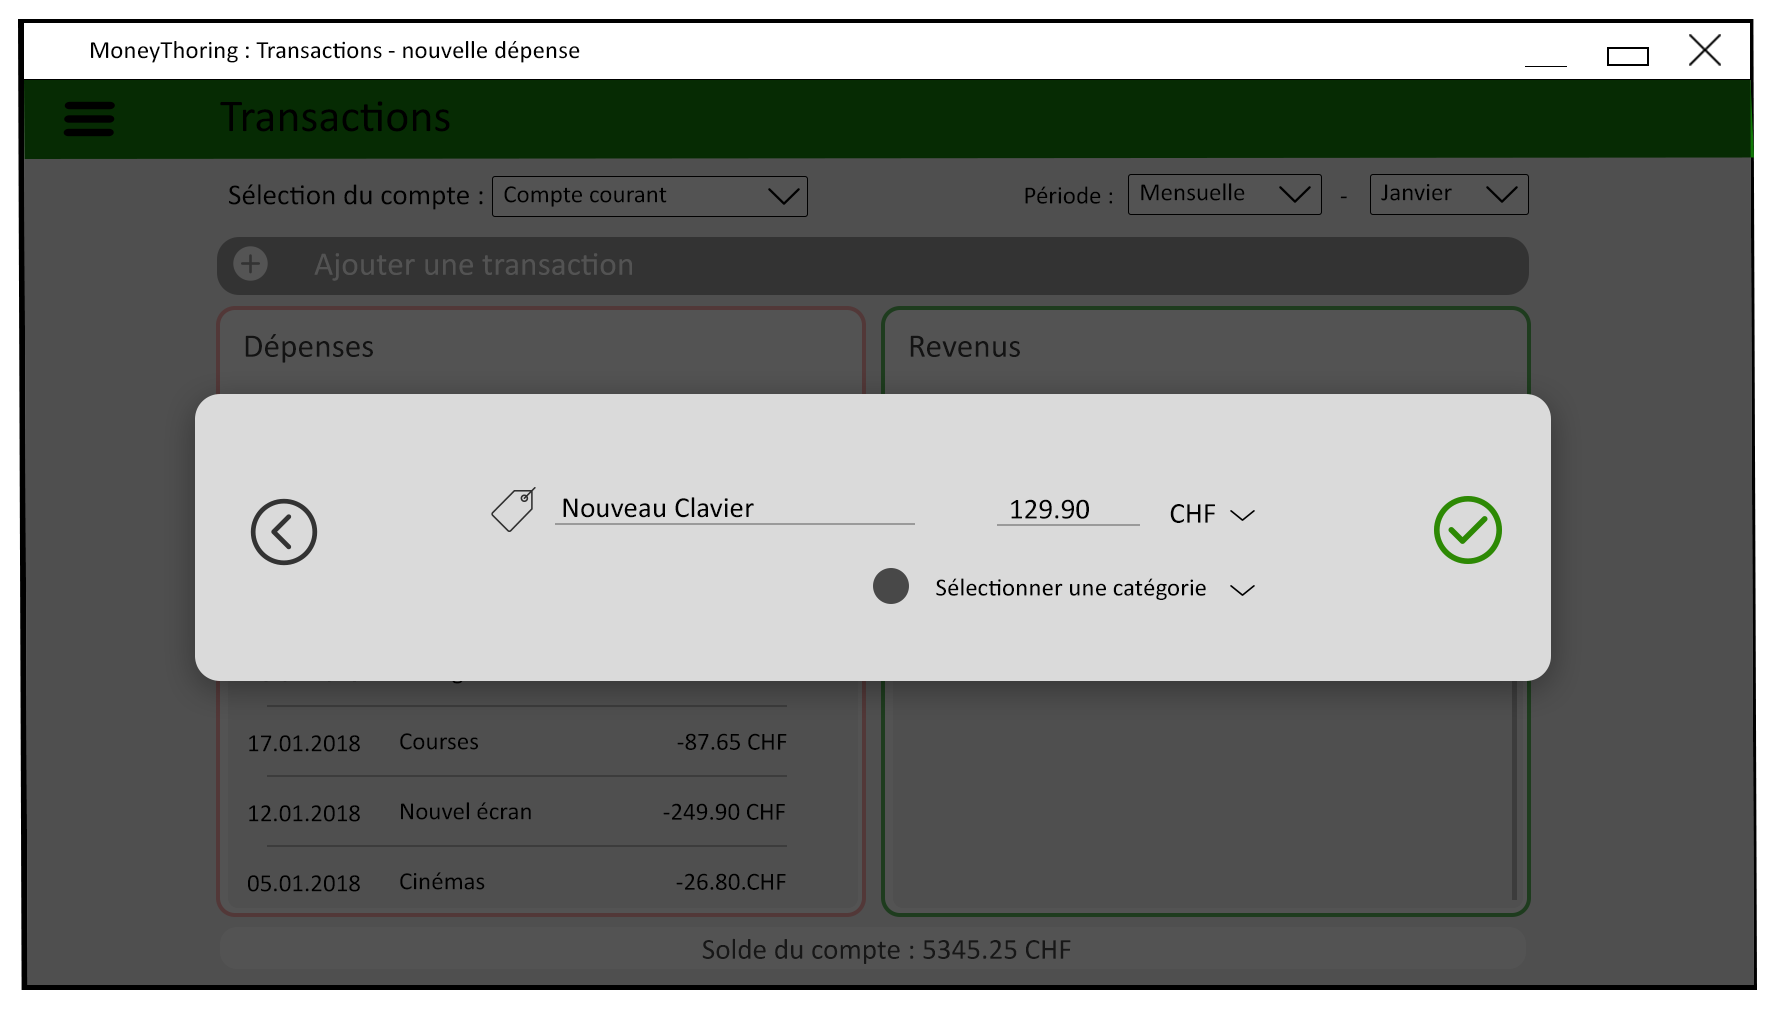 MoneyThoring : Transactions - nouvelle dépense
Transactions
Sélection du compte : Compte courant Période : Mensuelle - Janvier
Ajouter une transaction
Dépenses Revenus
Nouveau Clavier 129.90 CHF
Sélectionner une catégorie
17.01.2018 Courses -87.65 CHF
12.01.2018 Nouvel écran -249.90 CHF
05.01.2018 Cinémas -26.80.CHF
Solde du compte : 5345.25 CHF